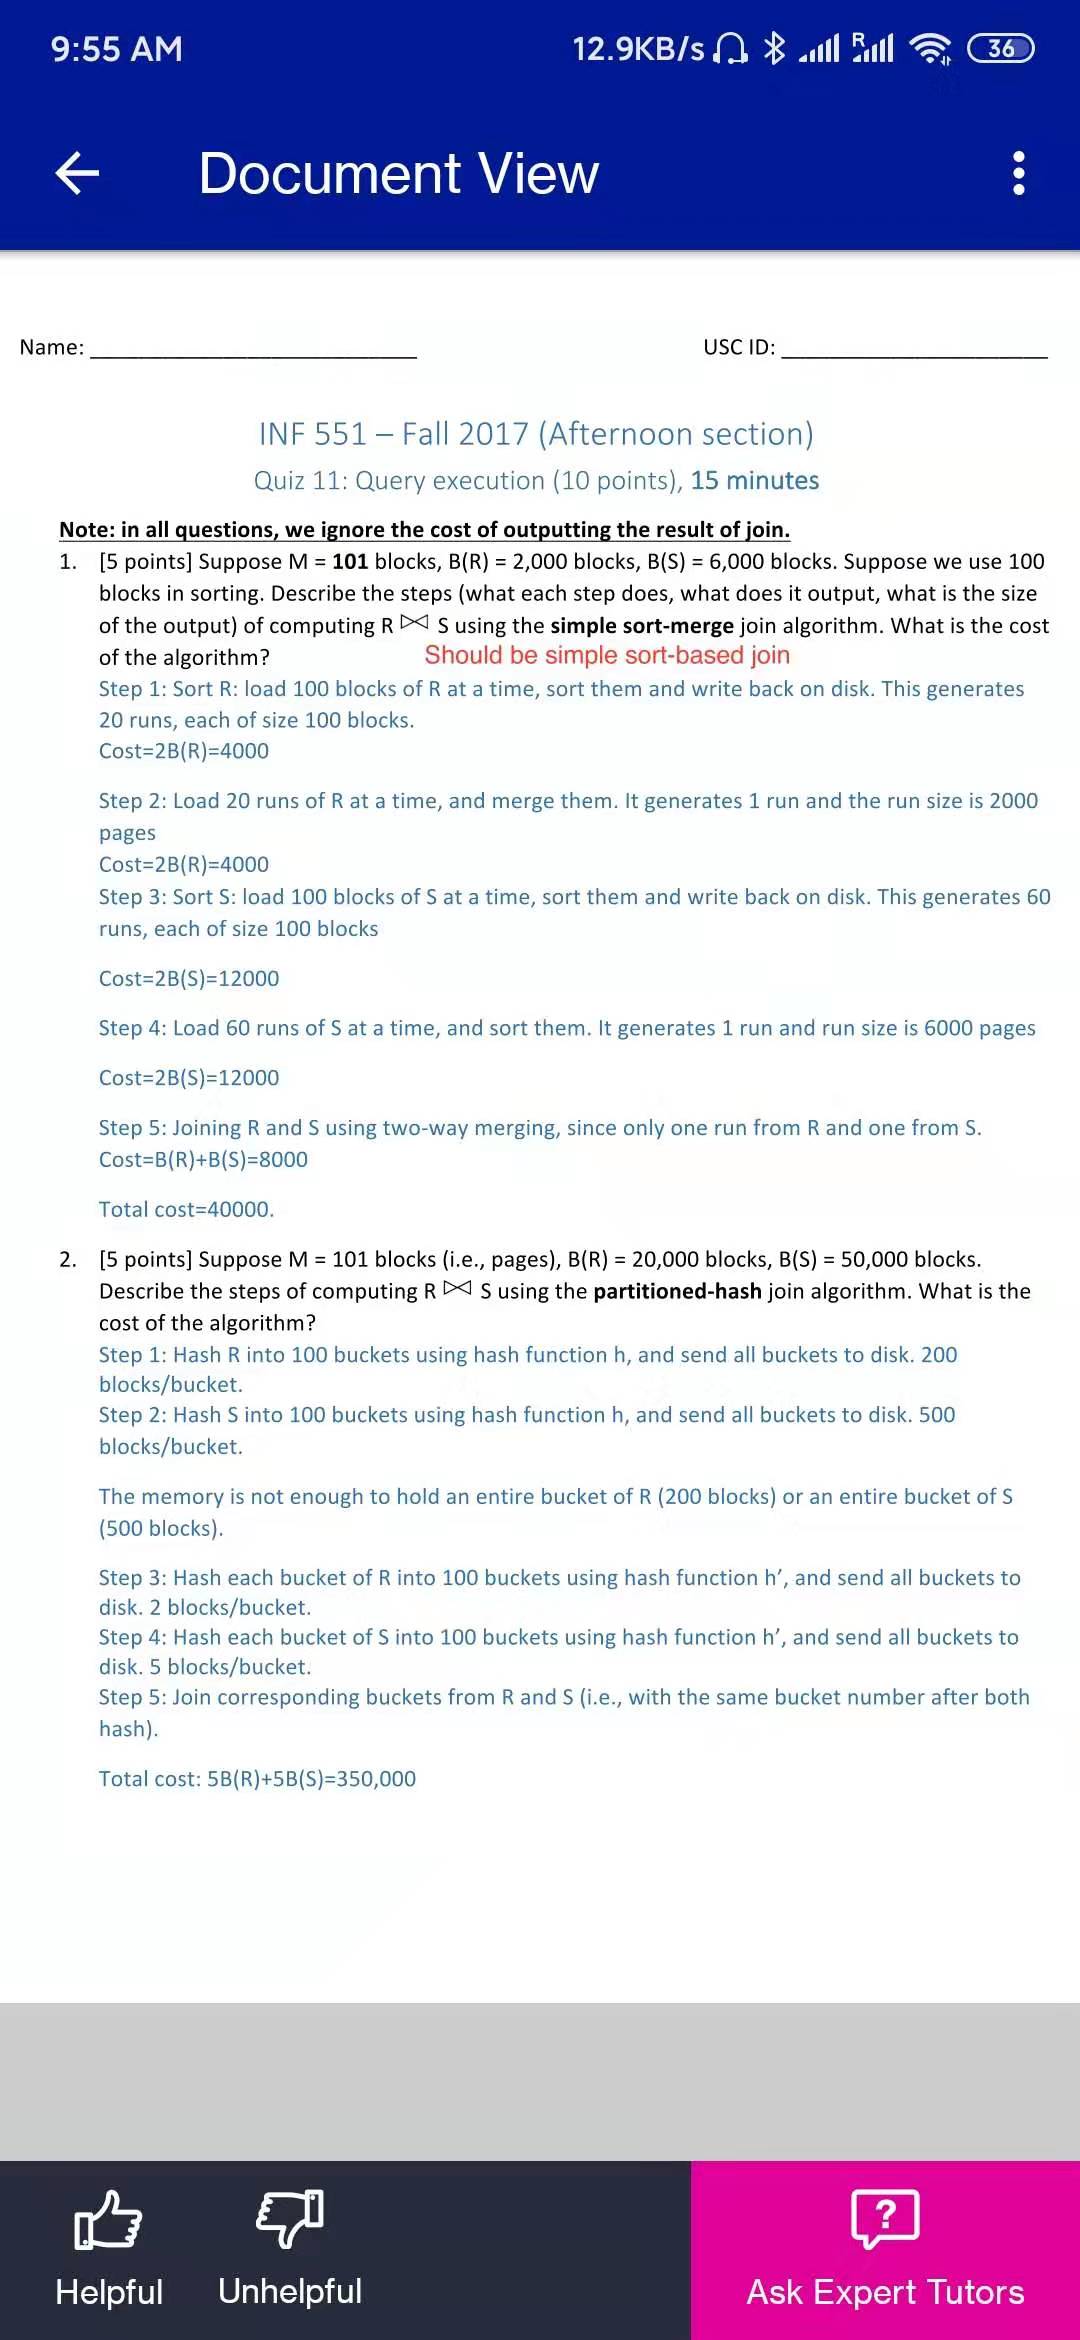 9:55 AM 12.9KB/s R 36
Document View
Name: USC ID:
INF 551 – Fall 2017 (Afternoon section)
Quiz 11: Query execution (10 points), 15 minutes
Note: in all questions, we ignore the cost of outputting the result of join.
1. [5 points] Suppose M = 101 blocks, B(R) = 2,000 blocks, B(S) = 6,000 blocks. Suppose we use 100
blocks in sorting. Describe the steps (what each step does, what does it output, what is the size
of the output) of computing R ⋈ S using the simple sort-merge join algorithm. What is the cost
of the algorithm? Should be simple sort-based join
Step 1: Sort R: load 100 blocks of R at a time, sort them and write back on disk. This generates
20 runs, each of size 100 blocks.
Cost=2B(R)=4000
Step 2: Load 20 runs of R at a time, and merge them. It generates 1 run and the run size is 2000
pages
Cost=2B(R)=4000
Step 3: Sort S: load 100 blocks of S at a time, sort them and write back on disk. This generates 60
runs, each of size 100 blocks
Cost=2B(S)=12000
Step 4: Load 60 runs of S at a time, and sort them. It generates 1 run and run size is 6000 pages
Cost=2B(S)=12000
Step 5: Joining R and S using two-way merging, since only one run from R and one from S.
Cost=B(R)+B(S)=8000
Total cost=40000.
2. [5 points] Suppose M = 101 blocks (i.e., pages), B(R) = 20,000 blocks, B(S) = 50,000 blocks.
Describe the steps of computing R ⋈ S using the partitioned-hash join algorithm. What is the
cost of the algorithm?
Step 1: Hash R into 100 buckets using hash function h, and send all buckets to disk. 200
blocks/bucket.
Step 2: Hash S into 100 buckets using hash function h, and send all buckets to disk. 500
blocks/bucket.
The memory is not enough to hold an entire bucket of R (200 blocks) or an entire bucket of S
(500 blocks).
Step 3: Hash each bucket of R into 100 buckets using hash function h’, and send all buckets to
disk. 2 blocks/bucket.
Step 4: Hash each bucket of S into 100 buckets using hash function h’, and send all buckets to
disk. 5 blocks/bucket.
Step 5: Join corresponding buckets from R and S (i.e., with the same bucket number after both
hash).
Total cost: 5B(R)+5B(S)=350,000
Helpful Unhelpful Ask Expert Tutors